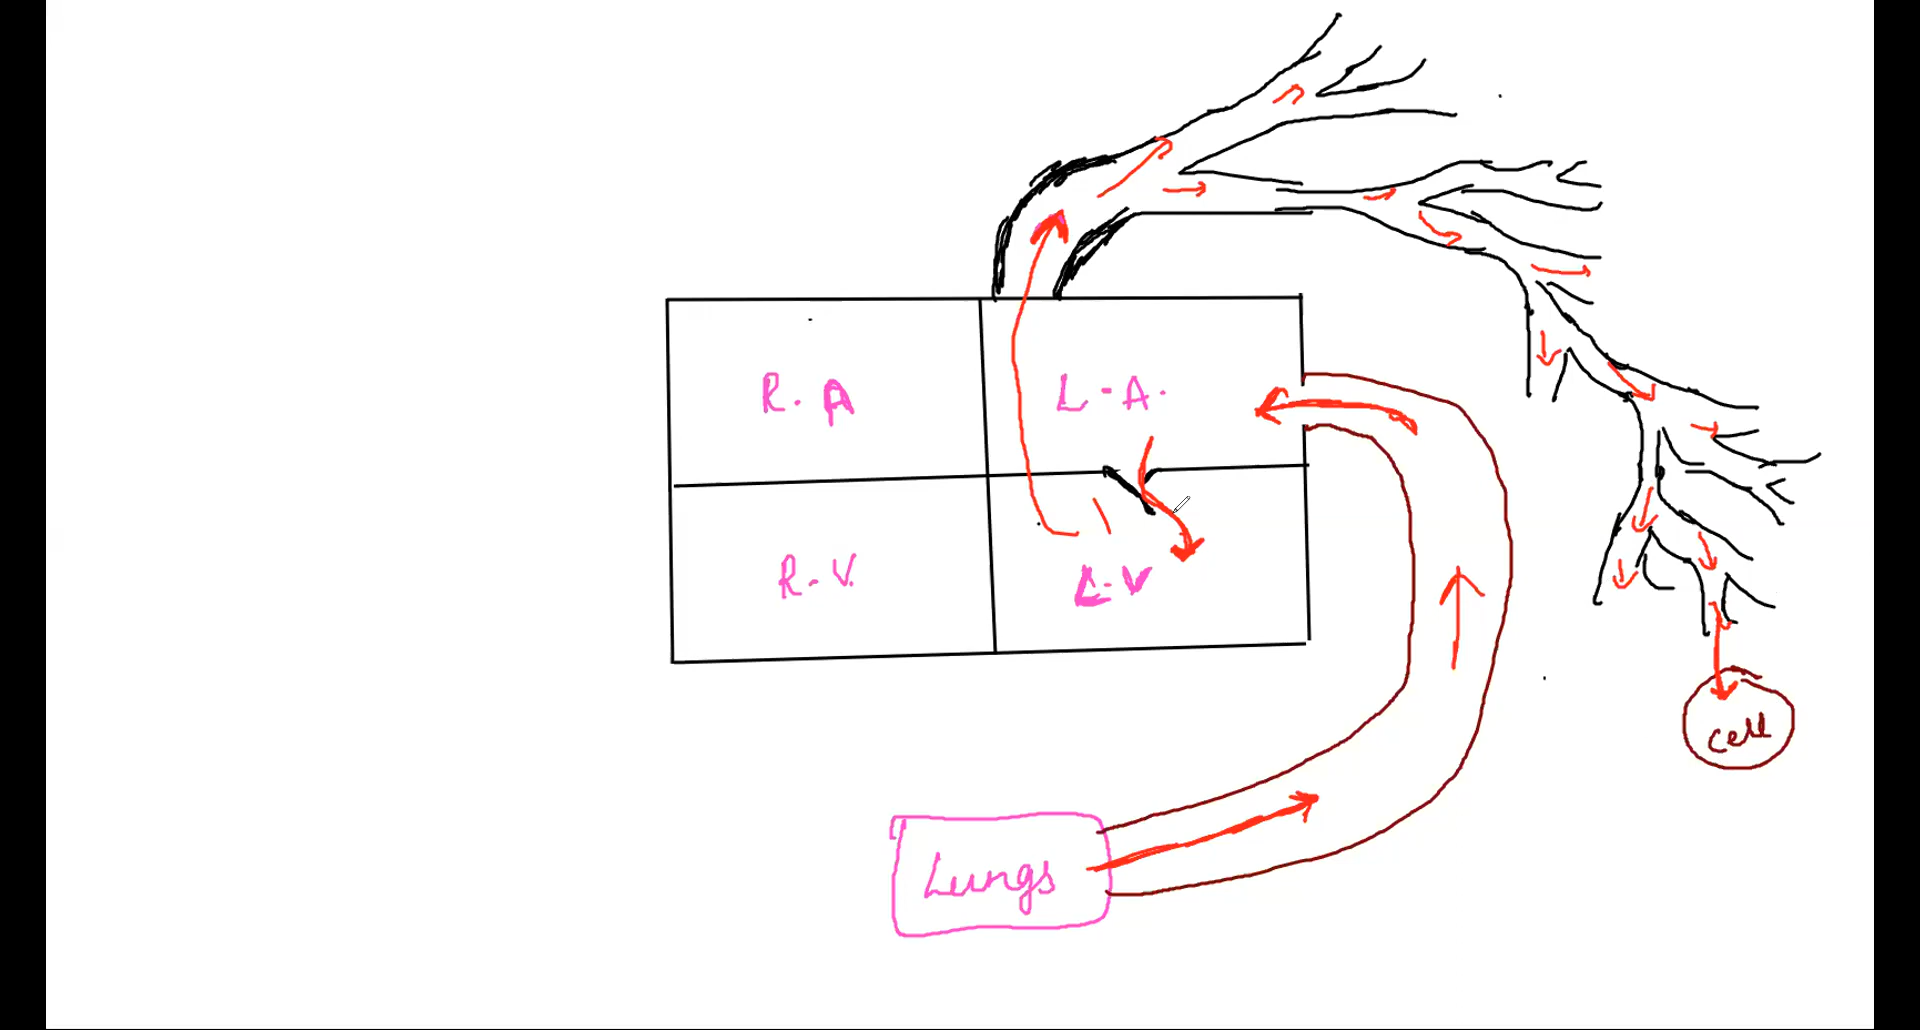 R. A
L-A.
R-V.
L-V
cell
Lungs